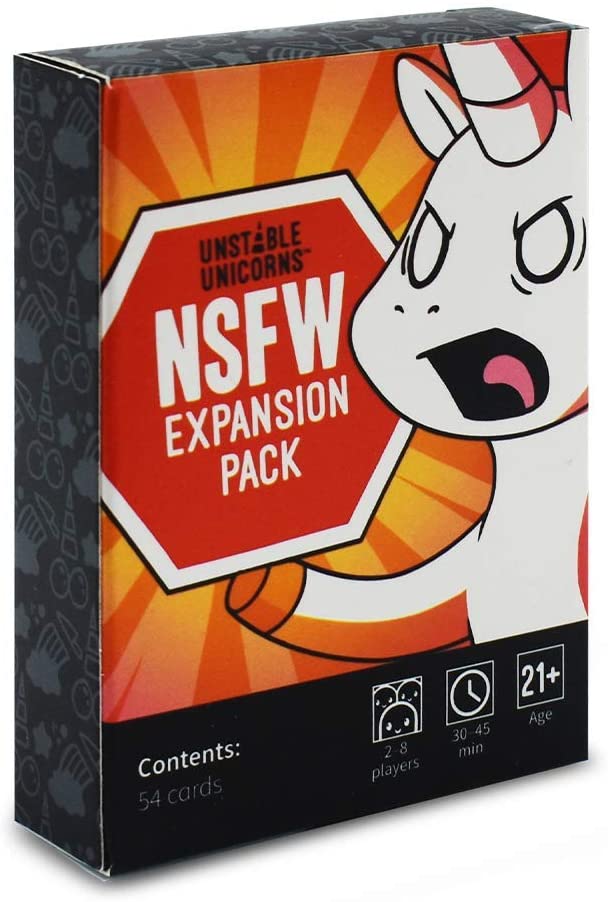 UNSTABLE
UNICORNS™
NSFW
EXPANSION
PACK
Contents:
54 cards
2-8
players
30-45
min
21+
Age